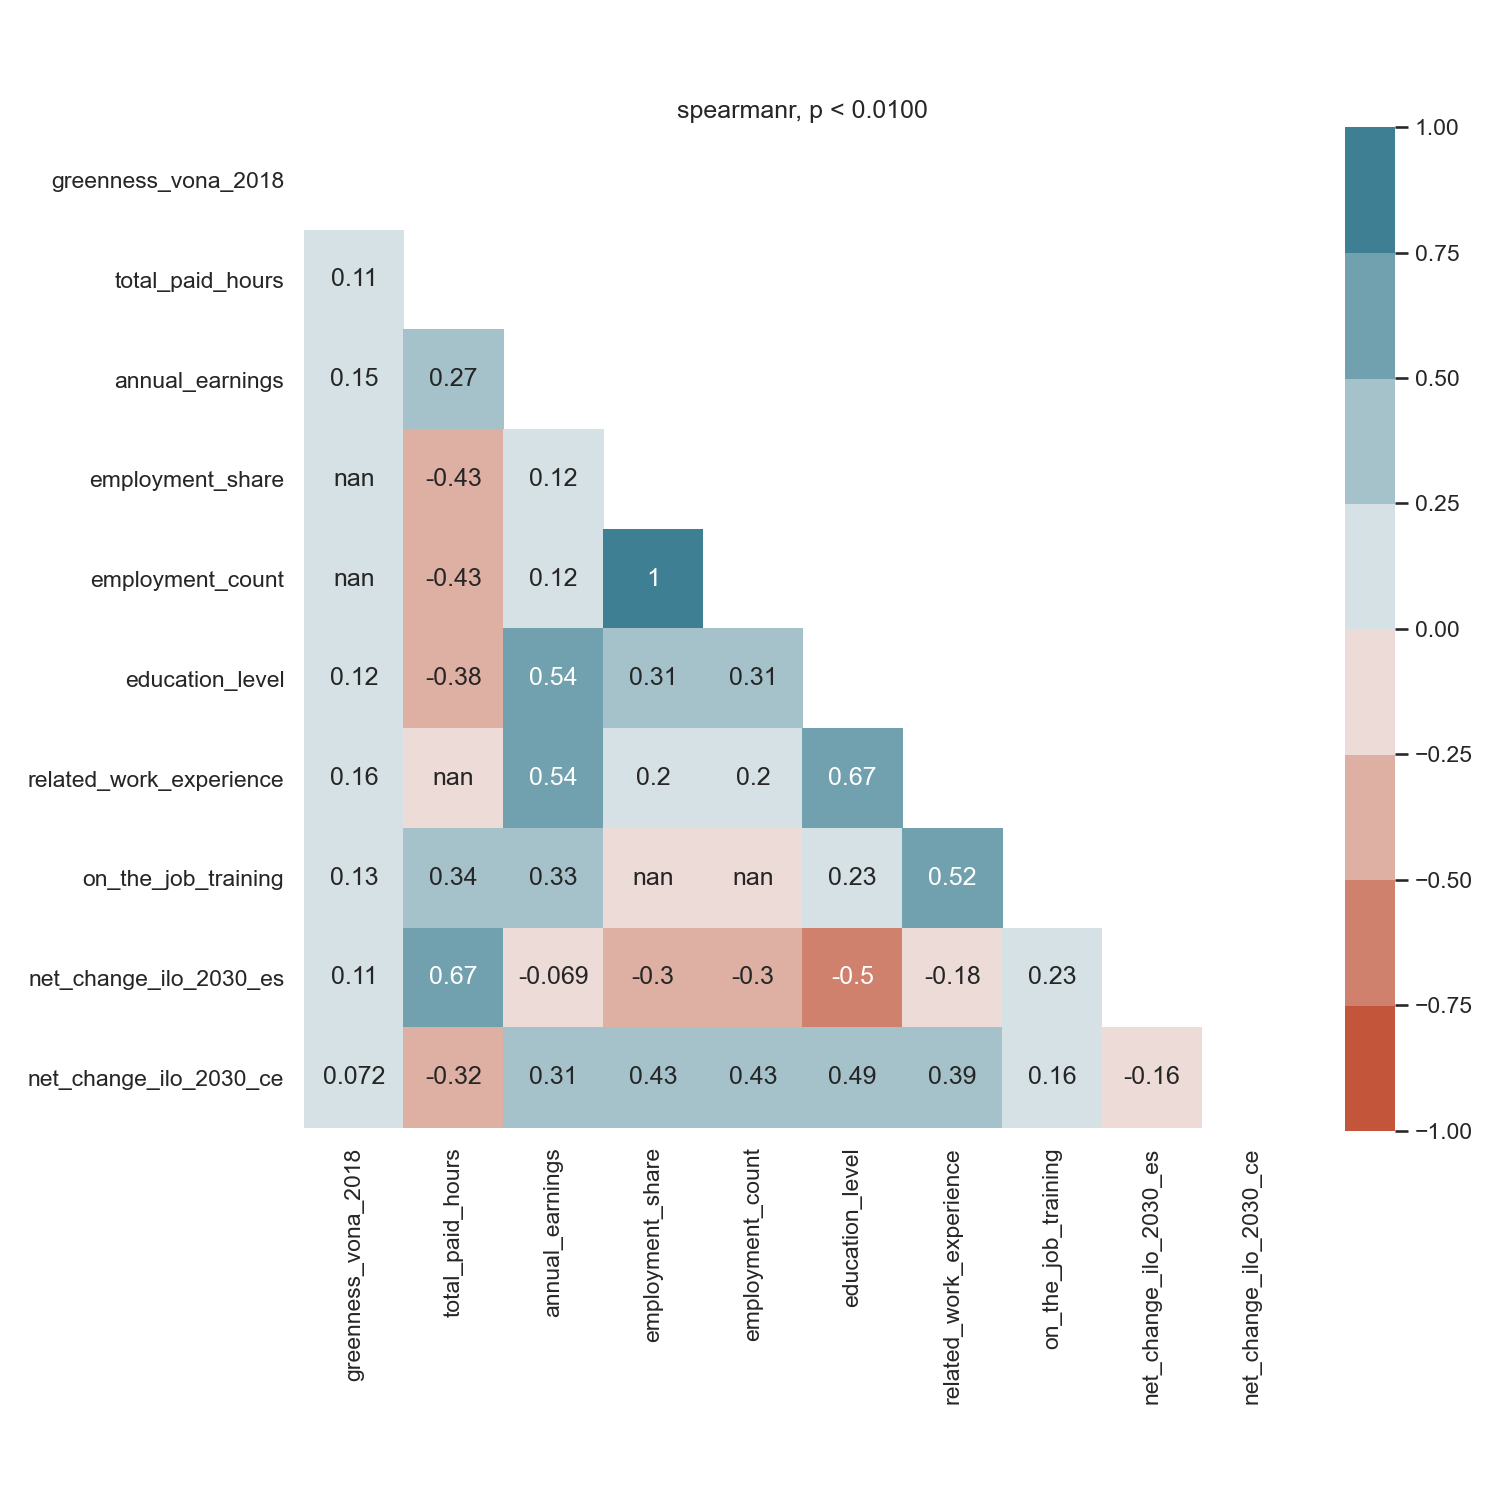 spearmanr, p < 0.0100
greenness_vona_2018
total_paid_hours 0.11
annual_earnings 0.15 0.27
employment_share nan -0.43 0.12
employment_count nan -0.43 0.12 1
education_level 0.12 -0.38 0.54 0.31 0.31
related_work_experience 0.16 nan 0.54 0.2 0.2 0.67
on_the_job_training 0.13 0.34 0.33 nan nan 0.23 0.52
net_change_ilo_2030_es 0.11 0.67 -0.069 -0.3 -0.3 -0.5 -0.18 0.23
net_change_ilo_2030_ce 0.072 -0.32 0.31 0.43 0.43 0.49 0.39 0.16 -0.16
greenness_vona_2018
total_paid_hours
annual_earnings
employment_share
employment_count
education_level
related_work_experience
on_the_job_training
net_change_ilo_2030_es
net_change_ilo_2030_ce
1.00
0.75
0.50
0.25
0.00
−0.25
−0.50
−0.75
−1.00